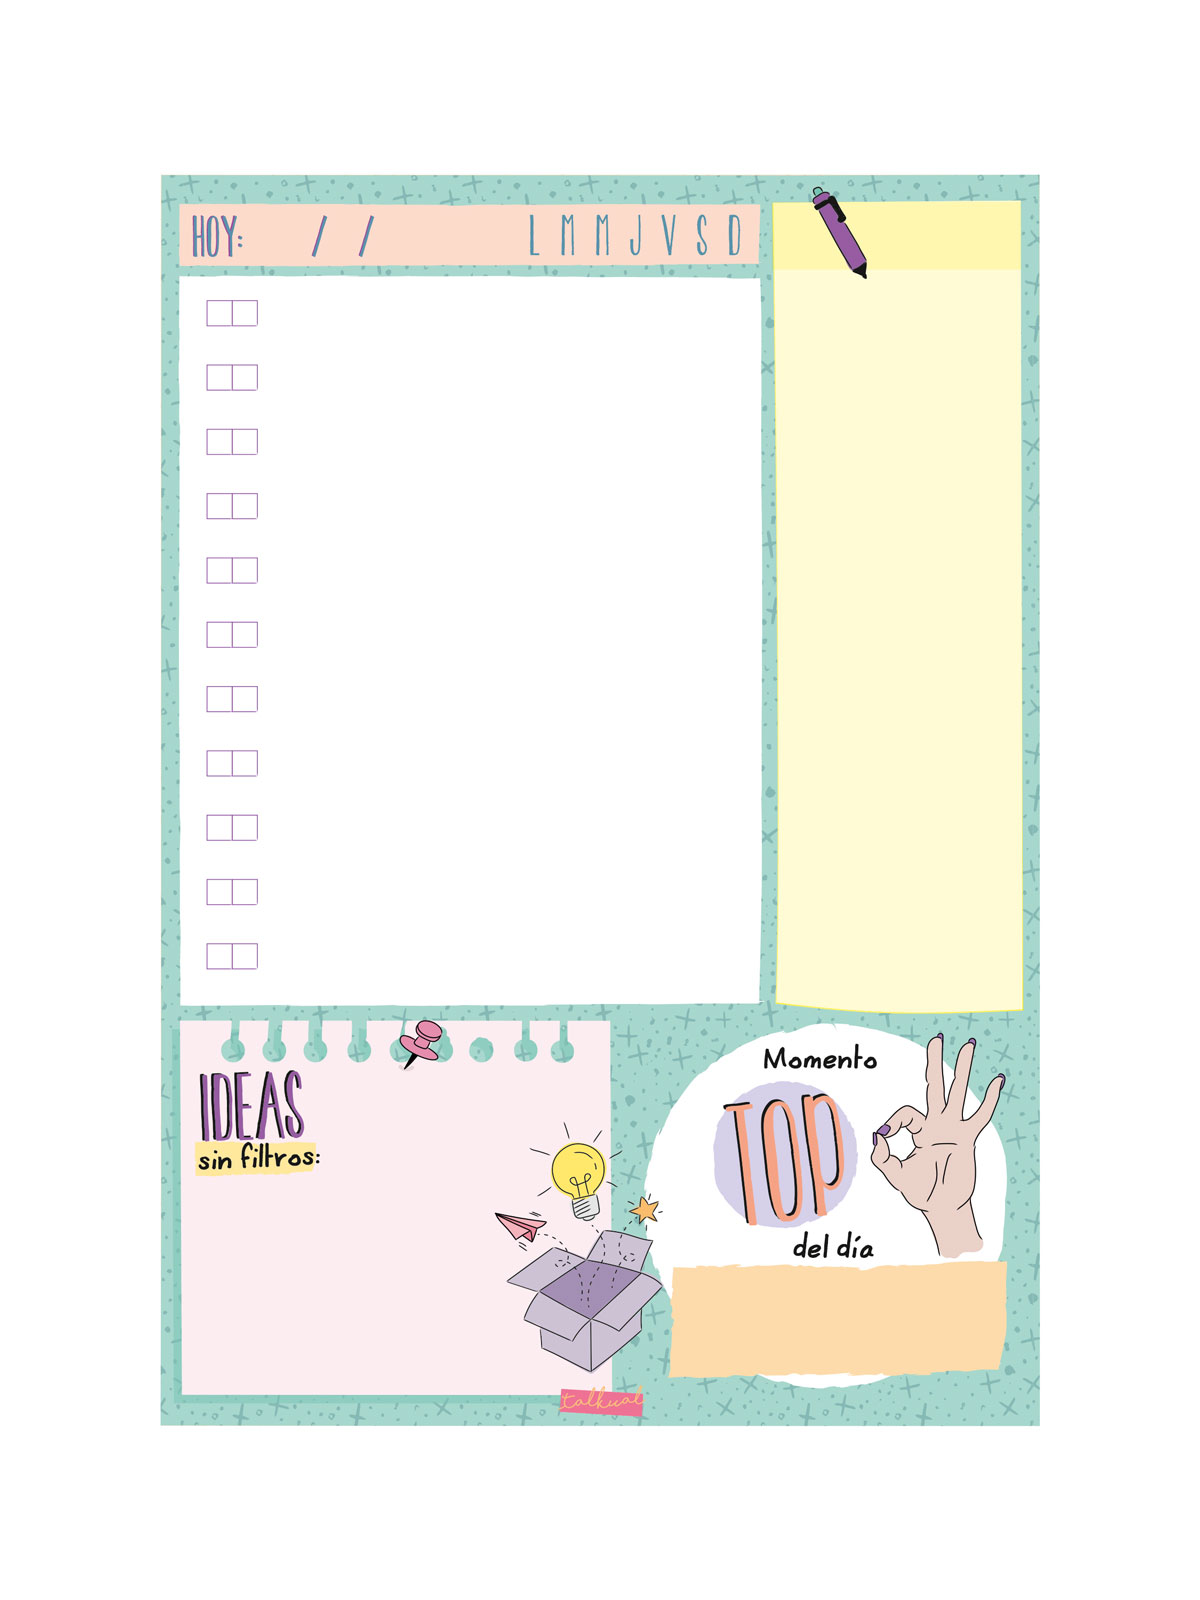 HOY: / / L M M J V S D
IDEAS
sin filtros:
Momento
TOP
del día
talkual